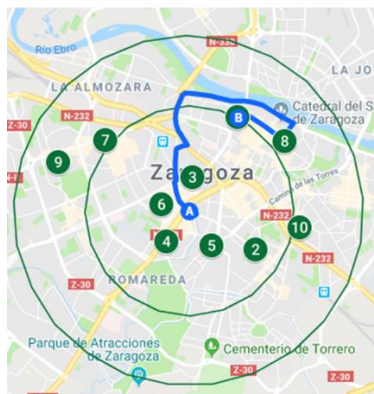 N-330
Río Ebro
LA JO
LA ALMOZARA
Catedral del S
de Zaragoza
N-232
B
Z-30
7
8
9
Zaragoza
3
Camino de las Torres
6
A
N-232
10
4
5
2
N-232
ROMAREDA
Z-30
Z-30
Parque de Atracciones
de Zaragoza
Cementerio de Torrero